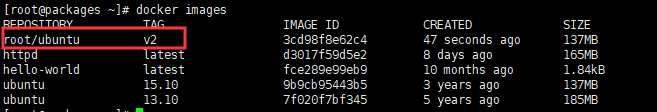 [root@packages ~]# docker images
REPOSITORY TAG IMAGE ID CREATED SIZE
root/ubuntu v2 3cd98f8e62c4 47 seconds ago 137MB
httpd latest d3017f59d5e2 8 days ago 165MB
hello-world latest fce289e99eb9 10 months ago 1.84kB
ubuntu 15.10 9b9cb95443b5 3 years ago 137MB
ubuntu 13.10 7f020f7bf345 5 years ago 185MB